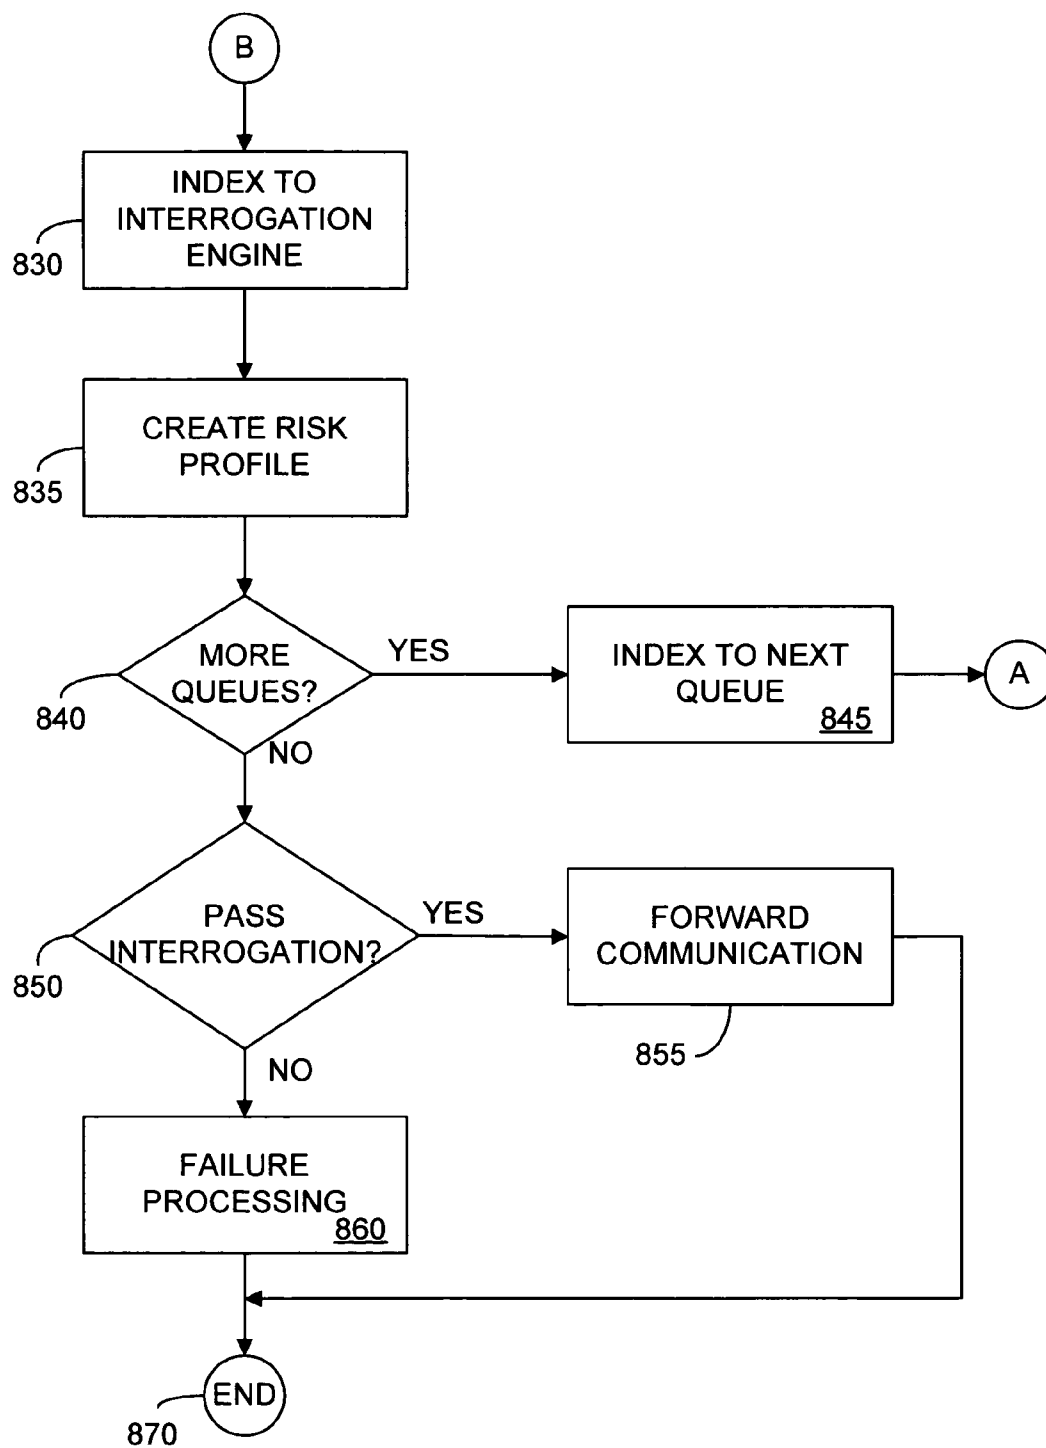 B
INDEX TO
INTERROGATION
ENGINE
830
CREATE RISK
PROFILE
835
MORE
QUEUES?
840
YES
INDEX TO NEXT
QUEUE
845
A
NO
PASS
INTERROGATION?
850
YES
FORWARD
COMMUNICATION
855
NO
FAILURE
PROCESSING
860
END
870